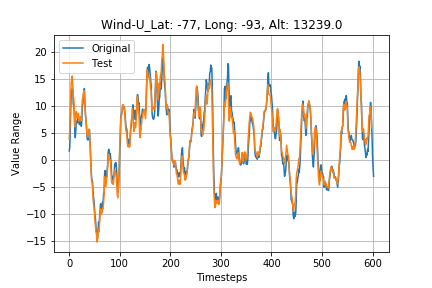 Wind-U_Lat: -77, Long: -93, Alt: 13239.0
Original
Test
Value Range
20
15
10
5
0
−5
−10
−15
0 100 200 300 400 500 600
Timesteps